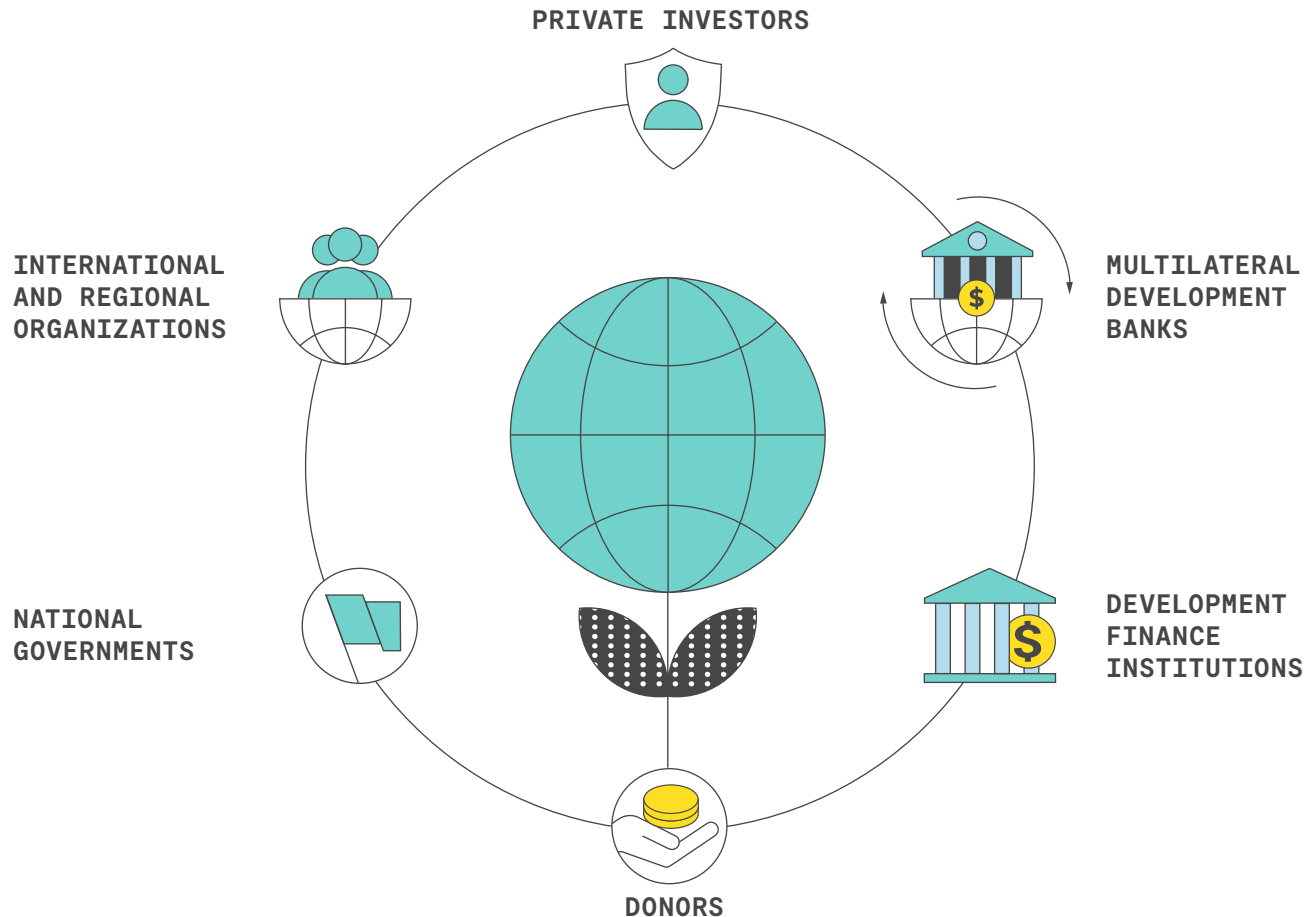 PRIVATE INVESTORS
INTERNATIONAL
AND REGIONAL
ORGANIZATIONS
$
MULTILATERAL
DEVELOPMENT
BANKS
NATIONAL
GOVERNMENTS
$
DEVELOPMENT
FINANCE
INSTITUTIONS
DONORS